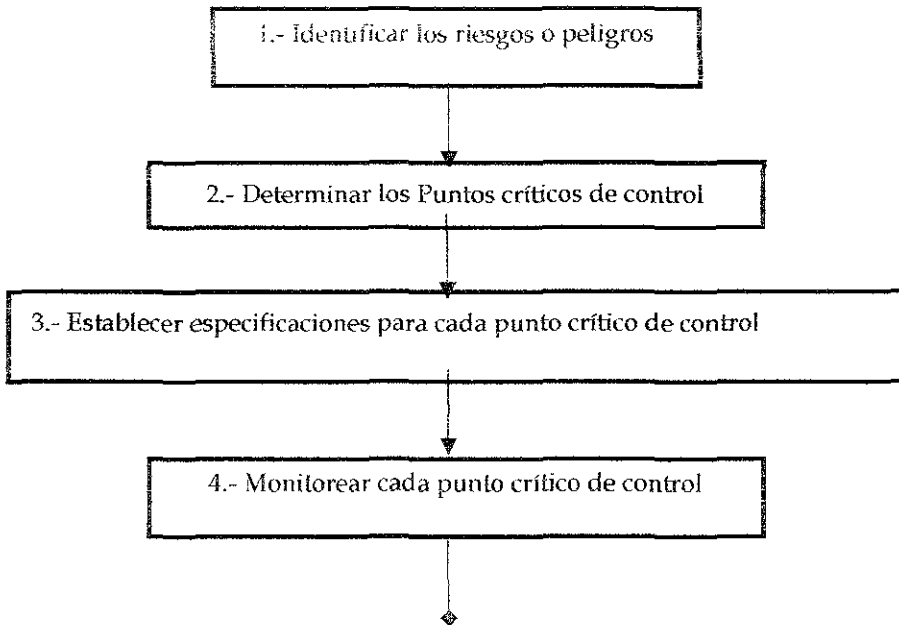 1.- Identificar los riesgos o peligros
2.- Determinar los Puntos críticos de control
3.- Establecer especificaciones para cada punto crítico de control
4.- Monitorear cada punto crítico de control